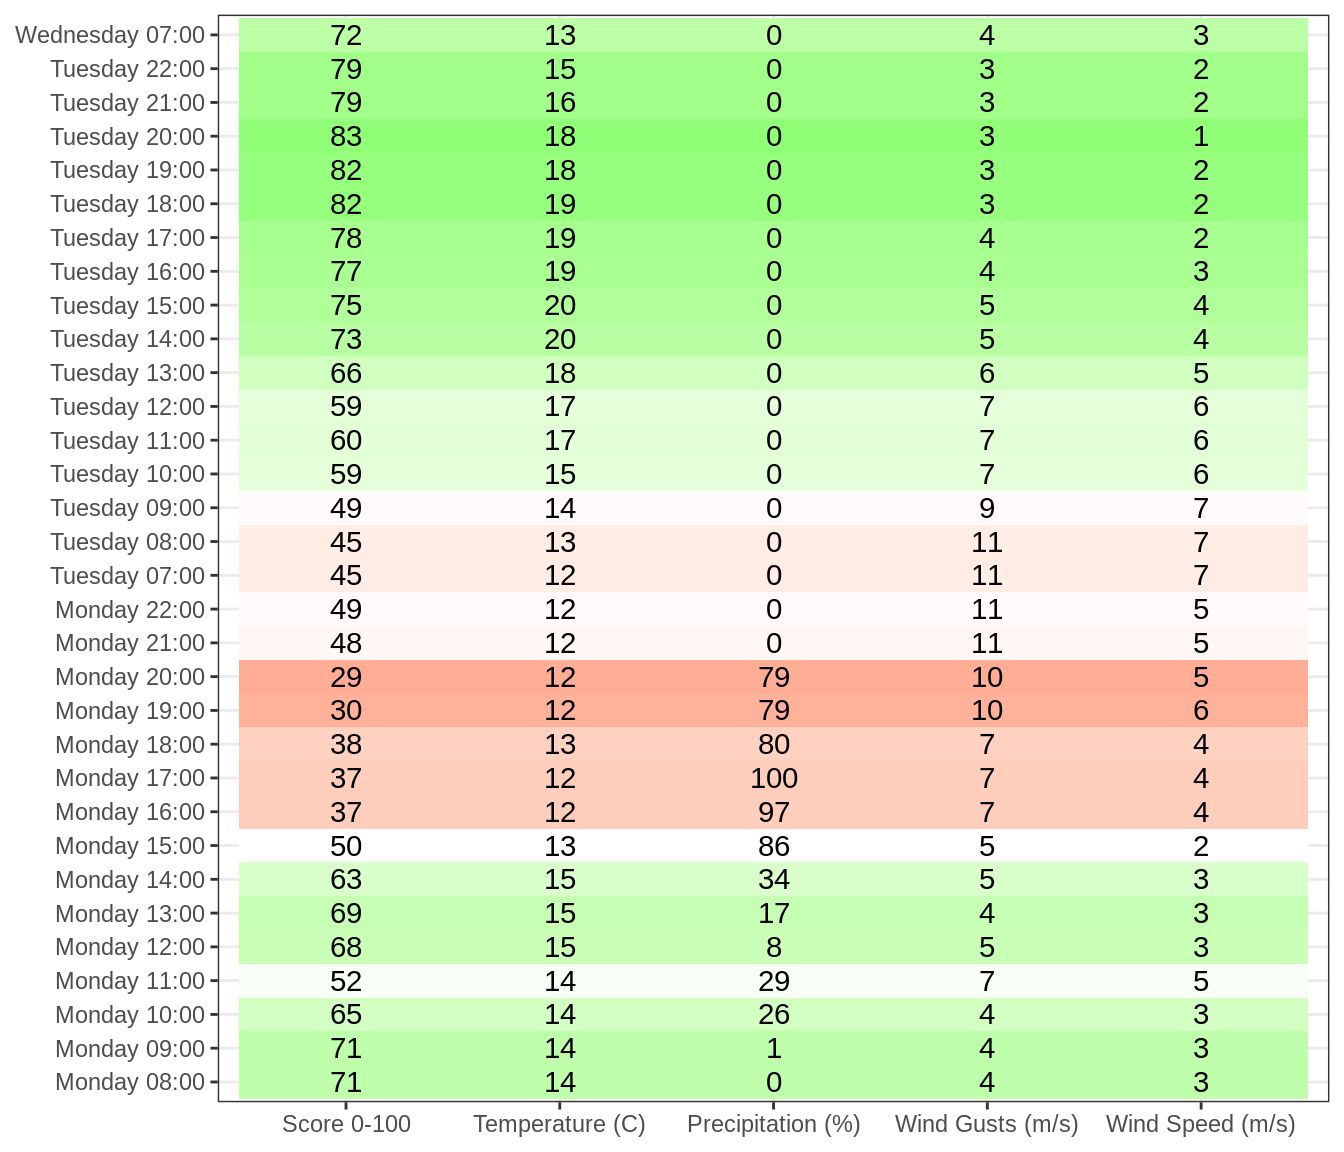 Wednesday 07:00 72 13 0 4 3
Tuesday 22:00 79 15 0 3 2
Tuesday 21:00 79 16 0 3 2
Tuesday 20:00 83 18 0 3 1
Tuesday 19:00 82 18 0 3 2
Tuesday 18:00 82 19 0 3 2
Tuesday 17:00 78 19 0 4 2
Tuesday 16:00 77 19 0 4 3
Tuesday 15:00 75 20 0 5 4
Tuesday 14:00 73 20 0 5 4
Tuesday 13:00 66 18 0 6 5
Tuesday 12:00 59 17 0 7 6
Tuesday 11:00 60 17 0 7 6
Tuesday 10:00 59 15 0 7 6
Tuesday 09:00 49 14 0 9 7
Tuesday 08:00 45 13 0 11 7
Tuesday 07:00 45 12 0 11 7
Monday 22:00 49 12 0 11 5
Monday 21:00 48 12 0 11 5
Monday 20:00 29 12 79 10 5
Monday 19:00 30 12 79 10 6
Monday 18:00 38 13 80 7 4
Monday 17:00 37 12 100 7 4
Monday 16:00 37 12 97 7 4
Monday 15:00 50 13 86 5 2
Monday 14:00 63 15 34 5 3
Monday 13:00 69 15 17 4 3
Monday 12:00 68 15 8 5 3
Monday 11:00 52 14 29 7 5
Monday 10:00 65 14 26 4 3
Monday 09:00 71 14 1 4 3
Monday 08:00 71 14 0 4 3
Score 0-100 Temperature (C) Precipitation (%) Wind Gusts (m/s) Wind Speed (m/s)